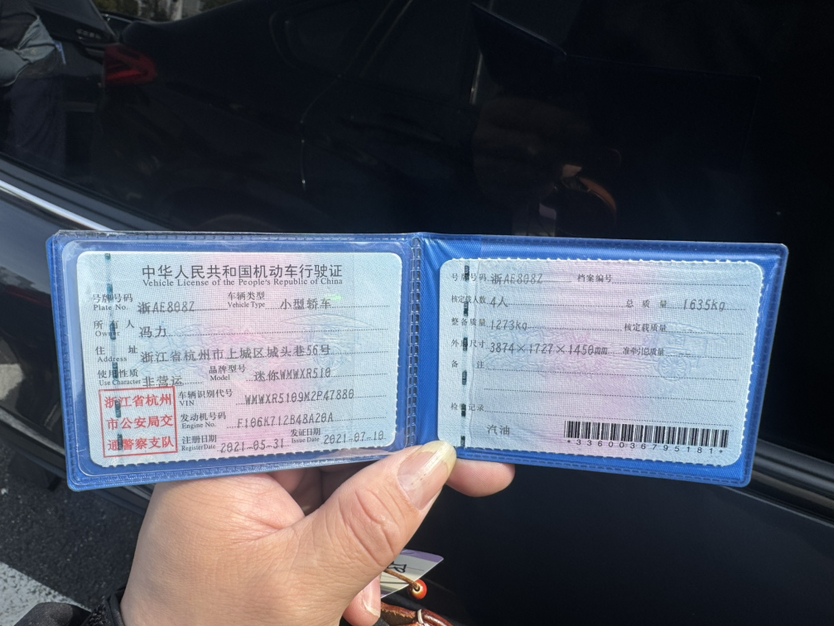 中华人民共和国机动车行驶证
Vehicle License of the People's Republic of China
号牌号码 浙AE808Z 车辆类型 小型轿车
Plate No. Vehicle Type
所有人 冯力
Owner
住址 浙江省杭州市上城区城头巷56号
Address
使用性质 非营运 品牌型号 迷你WMWXR510
Use Character Model
浙江省杭州
市公安局交
通警察支队
车辆识别代号 WMWXR5109M2P47880
VIN
发动机号码 F106K712B48A20A
Engine No.
注册日期 2021-05-31 发证日期 2021-07-10
Register Date Issue Date
号牌号码 浙AE808Z 档案编号
核定载人数 4人 总质量 1635Kg
整备质量 1273Kg 核定载质量
外廓尺寸 3874×1727×1450 准牵引总质量
备注
检验记录
汽油
*3360036795181*